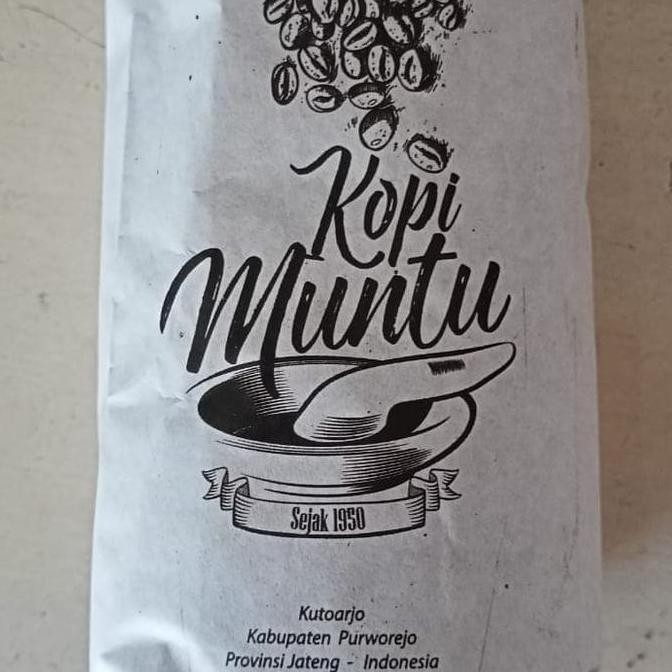 Kopi
Muntu
Sejak 1950
Kutoarjo
Kabupaten Purworejo
Provinsi Jateng - Indonesia